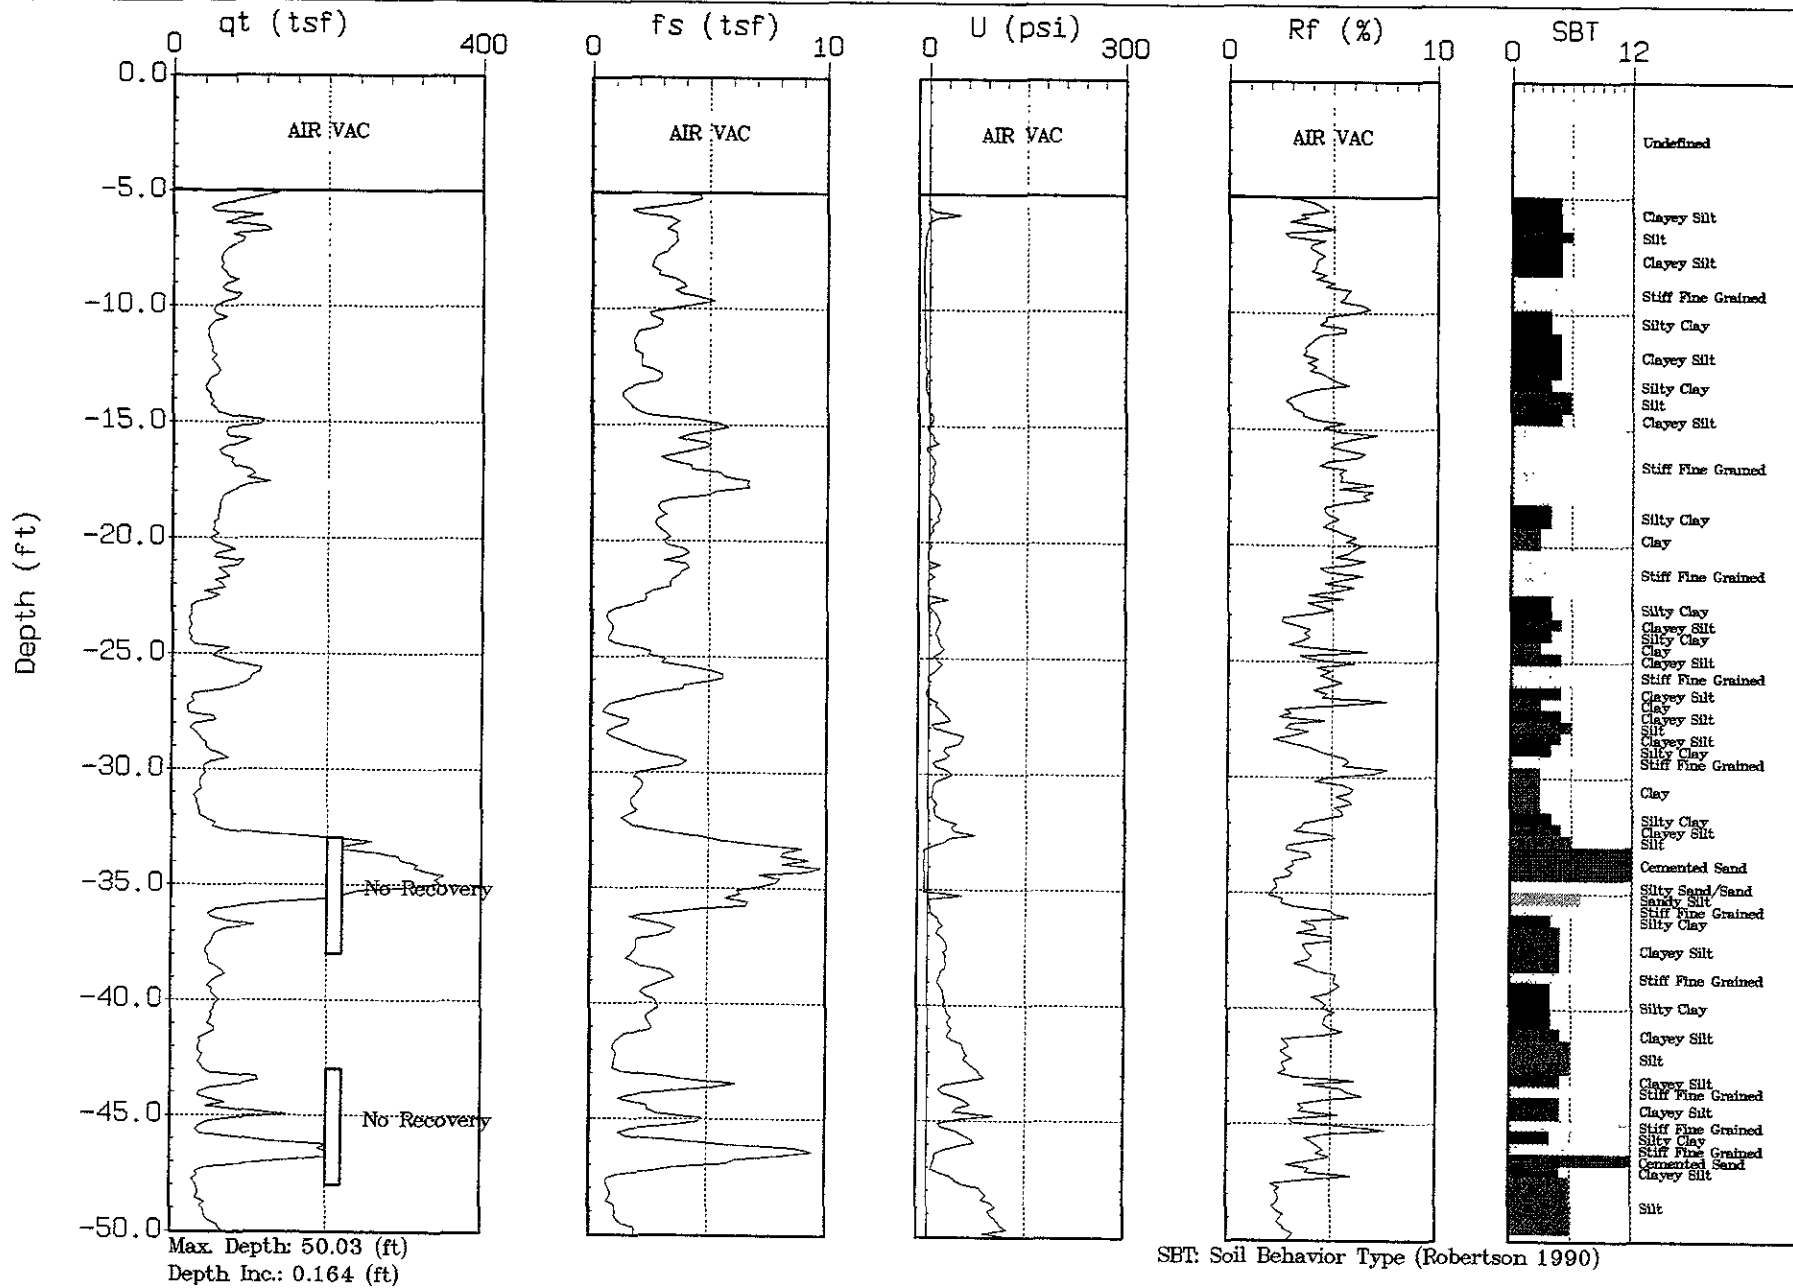 qt (tsf)
0 400
fs (tsf)
0 10
U (psi)
0 300
Rf (%)
0 10
SBT
0 12
Depth (ft)
0.0
-5.0
-10.0
-15.0
-20.0
-25.0
-30.0
-35.0
-40.0
-45.0
-50.0
AIR VAC
AIR VAC
AIR VAC
AIR VAC
No Recovery
No Recovery
Undefined
Clayey Silt
Silt
Clayey Silt
Stiff Fine Grained
Silty Clay
Clayey Silt
Silty Clay
Silt
Clayey Silt
Stiff Fine Grained
Silty Clay
Clay
Stiff Fine Grained
Silty Clay
Clayey Silt
Silty Clay
Clay
Clayey Silt
Stiff Fine Grained
Clayey Silt
Clay
Clayey Silt
Silt
Clayey Silt
Silty Clay
Stiff Fine Grained
Clay
Silty Clay
Clayey Silt
Silt
Cemented Sand
Silty Sand/Sand
Sandy Silt
Stiff Fine Grained
Silty Clay
Clayey Silt
Stiff Fine Grained
Silty Clay
Clayey Silt
Silt
Clayey Silt
Stiff Fine Grained
Clayey Silt
Stiff Fine Grained
Silty Clay
Stiff Fine Grained
Cemented Sand
Clayey Silt
Silt
Max. Depth: 50.03 (ft)
Depth Inc.: 0.164 (ft)
SBT: Soil Behavior Type (Robertson 1990)